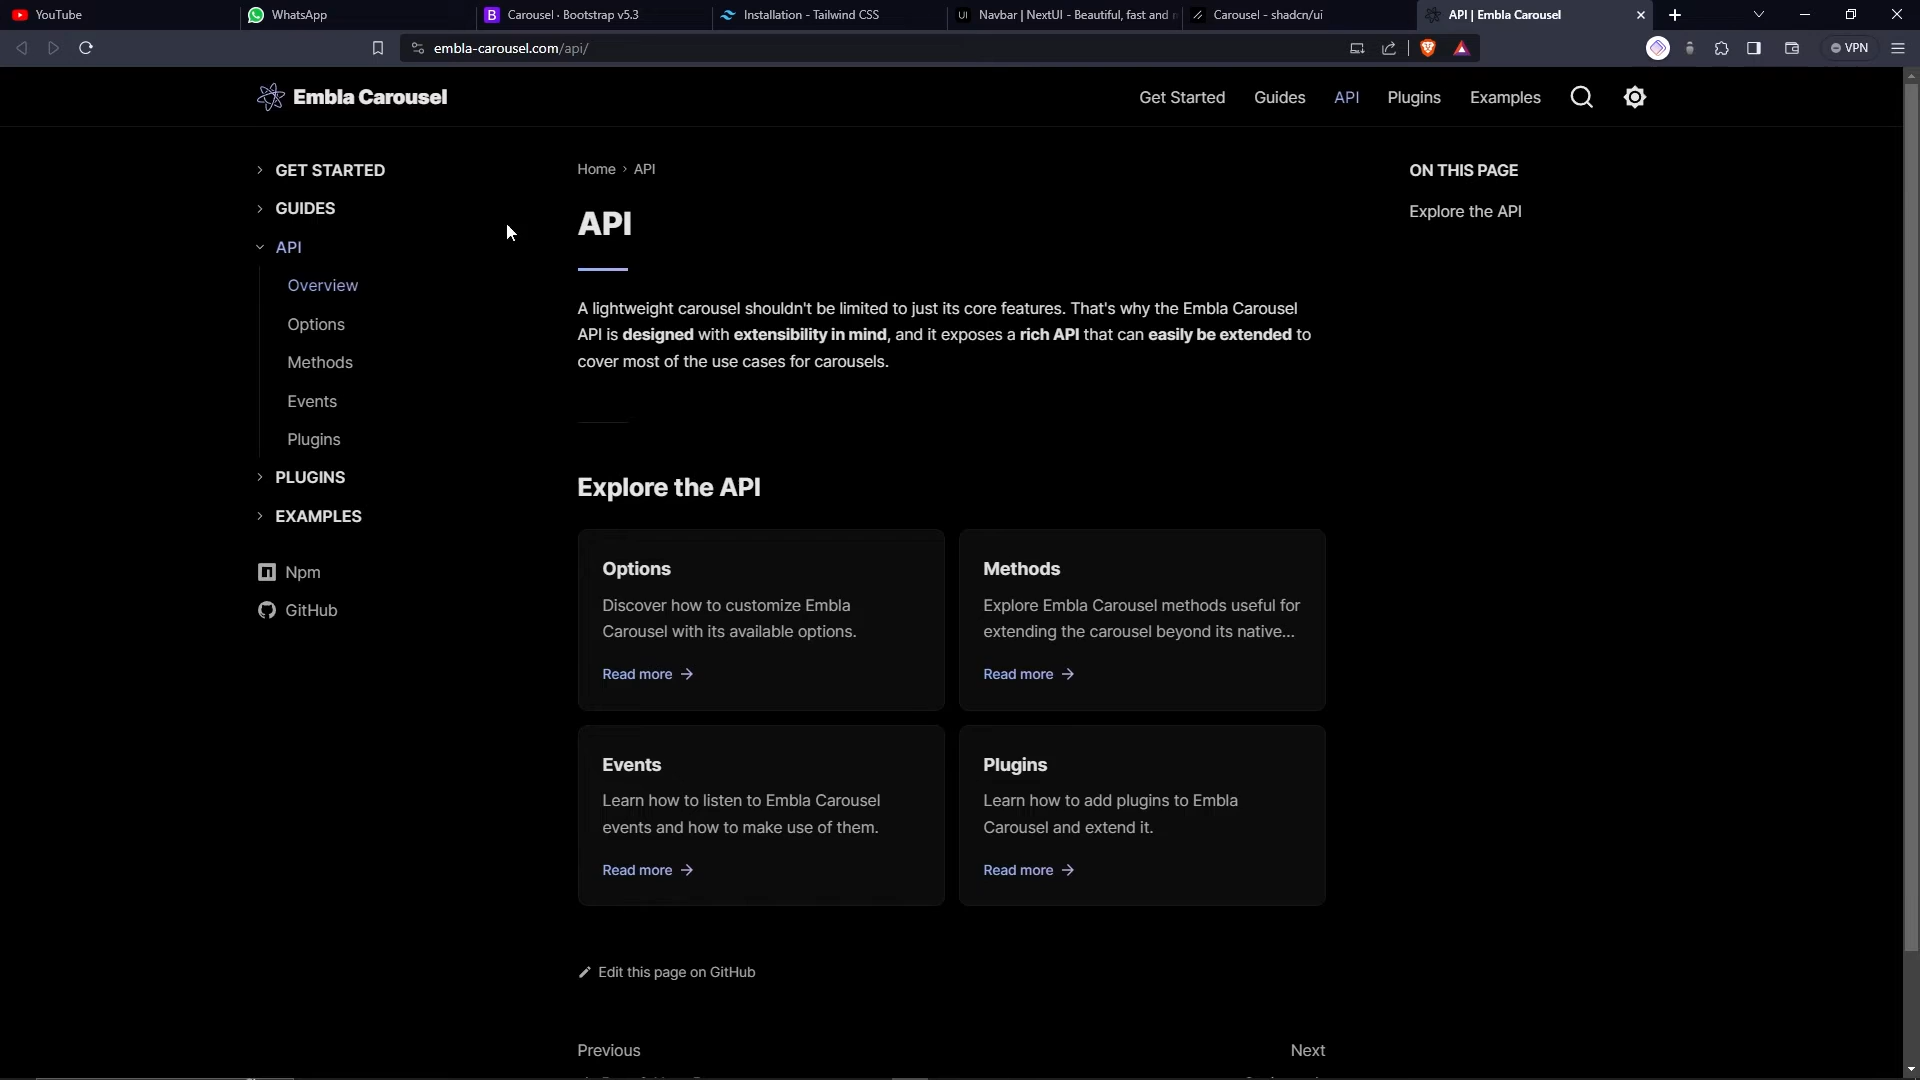 YouTube
WhatsApp
Carousel · Bootstrap v5.3
Installation - Tailwind CSS
Navbar | NextUI - Beautiful, fast and
Carousel - shadcn/ui
API | Embla Carousel
embla-carousel.com/api/
VPN
Embla Carousel
Get Started
Guides
API
Plugins
Examples
GET STARTED
GUIDES
API
Overview
Options
Methods
Events
Plugins
PLUGINS
EXAMPLES
Npm
GitHub
Home › API
API
A lightweight carousel shouldn't be limited to just its core features. That's why the Embla Carousel
API is designed with extensibility in mind, and it exposes a rich API that can easily be extended to
cover most of the use cases for carousels.
Explore the API
Options
Discover how to customize Embla
Carousel with its available options.
Read more →
Methods
Explore Embla Carousel methods useful for
extending the carousel beyond its native...
Read more →
Events
Learn how to listen to Embla Carousel
events and how to make use of them.
Read more →
Plugins
Learn how to add plugins to Embla
Carousel and extend it.
Read more →
Edit this page on GitHub
Previous
Next
ON THIS PAGE
Explore the API